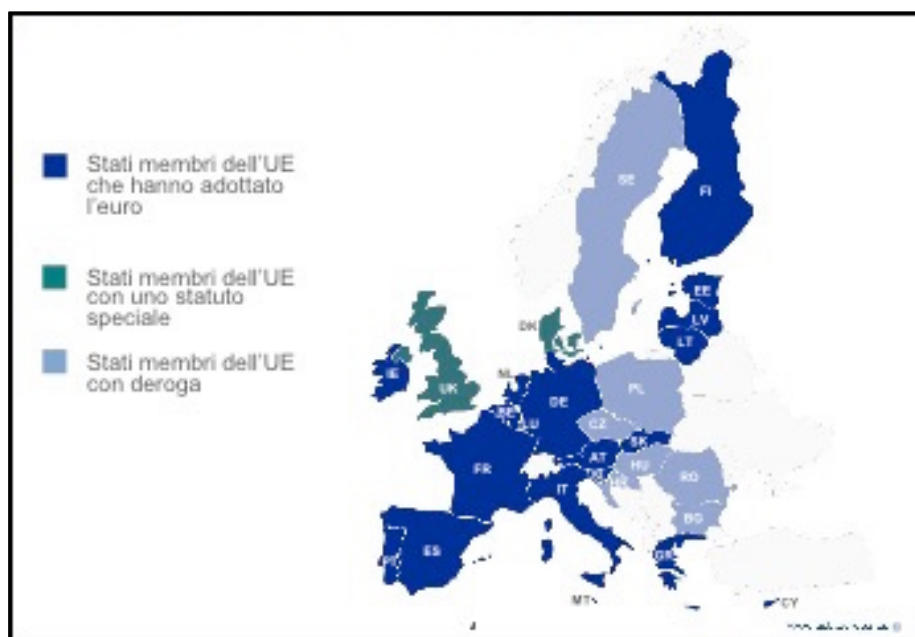 Stati membri dell'UE
che hanno adottato
l'euro
Stati membri dell'UE
con uno statuto
speciale
Stati membri dell'UE
con deroga
SE
FI
EE
LV
LT
DK
IE
UK
NL
BE
LU
DE
PL
CZ
SK
AT
HU
RO
FR
IT
BG
PT
ES
GR
MT
CY